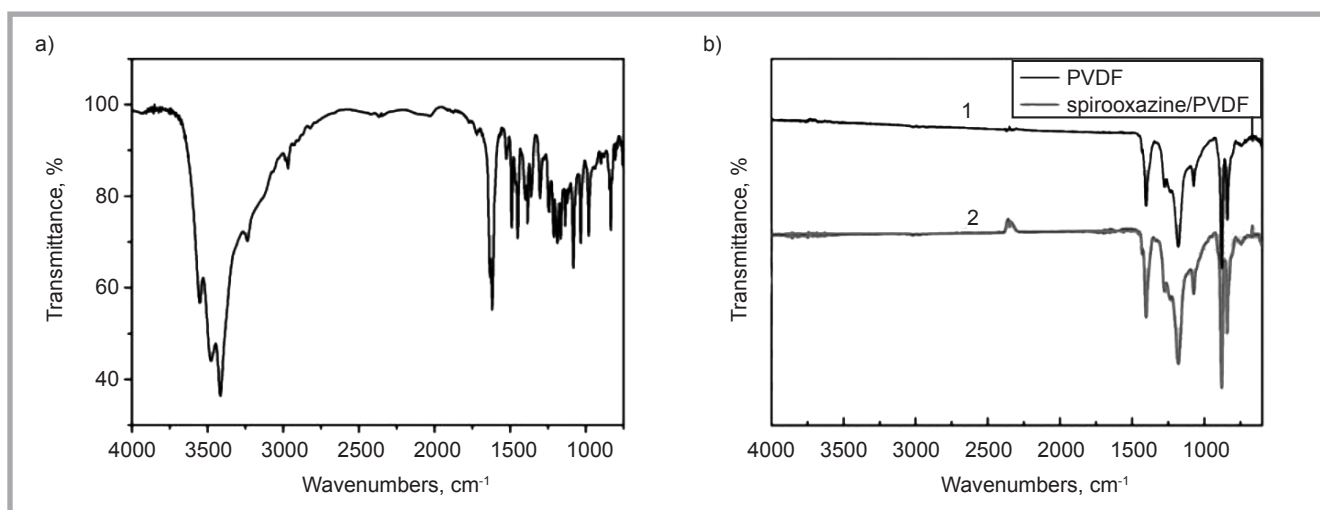 a)
Transmittance, %
100
80
60
40
4000 3500 3000 2500 2000 1500 1000
Wavenumbers, cm-1
b)
PVDF
spirooxazine/PVDF
1
2
Transmittance, %
4000 3500 3000 2500 2000 1500 1000
Wavenumbers, cm-1